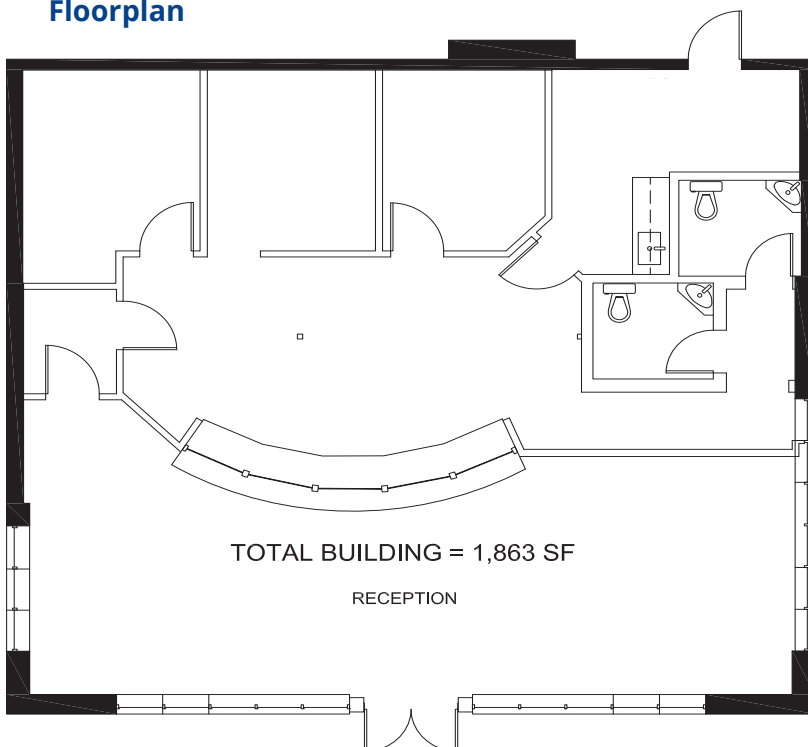 Floorplan
TOTAL BUILDING = 1,863 SF
RECEPTION